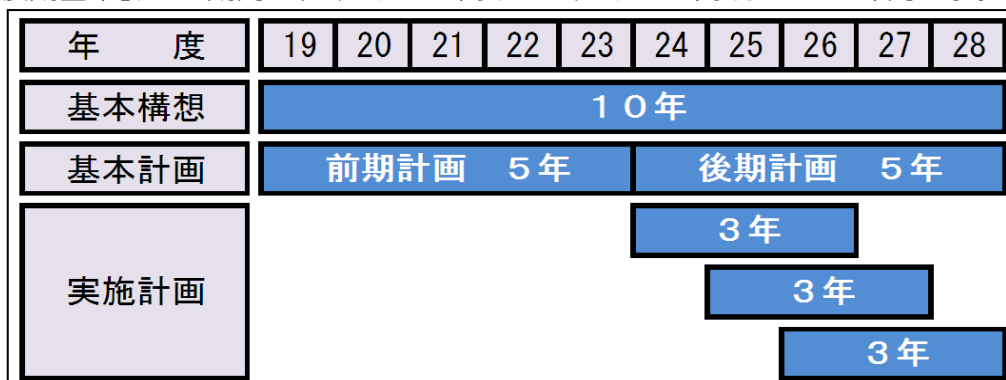 年　度 19 20 21 22 23 24 25 26 27 28
基本構想 １０年
基本計画 前期計画　５年 後期計画　５年
３年
実施計画 ３年
３年